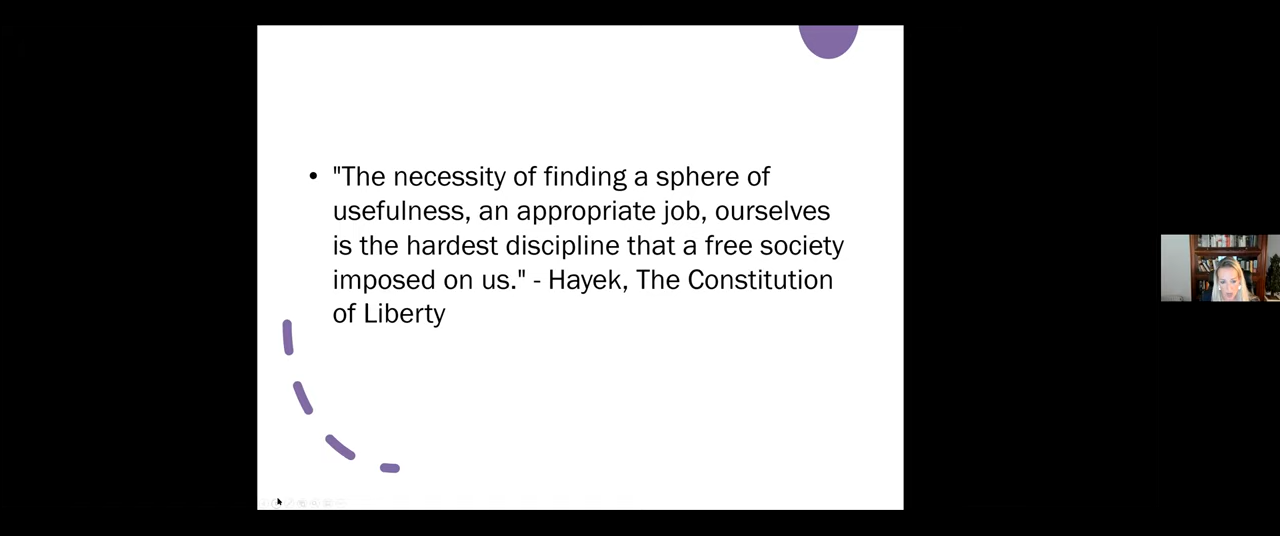 • "The necessity of finding a sphere of
usefulness, an appropriate job, ourselves
is the hardest discipline that a free society
imposed on us." - Hayek, The Constitution
of Liberty